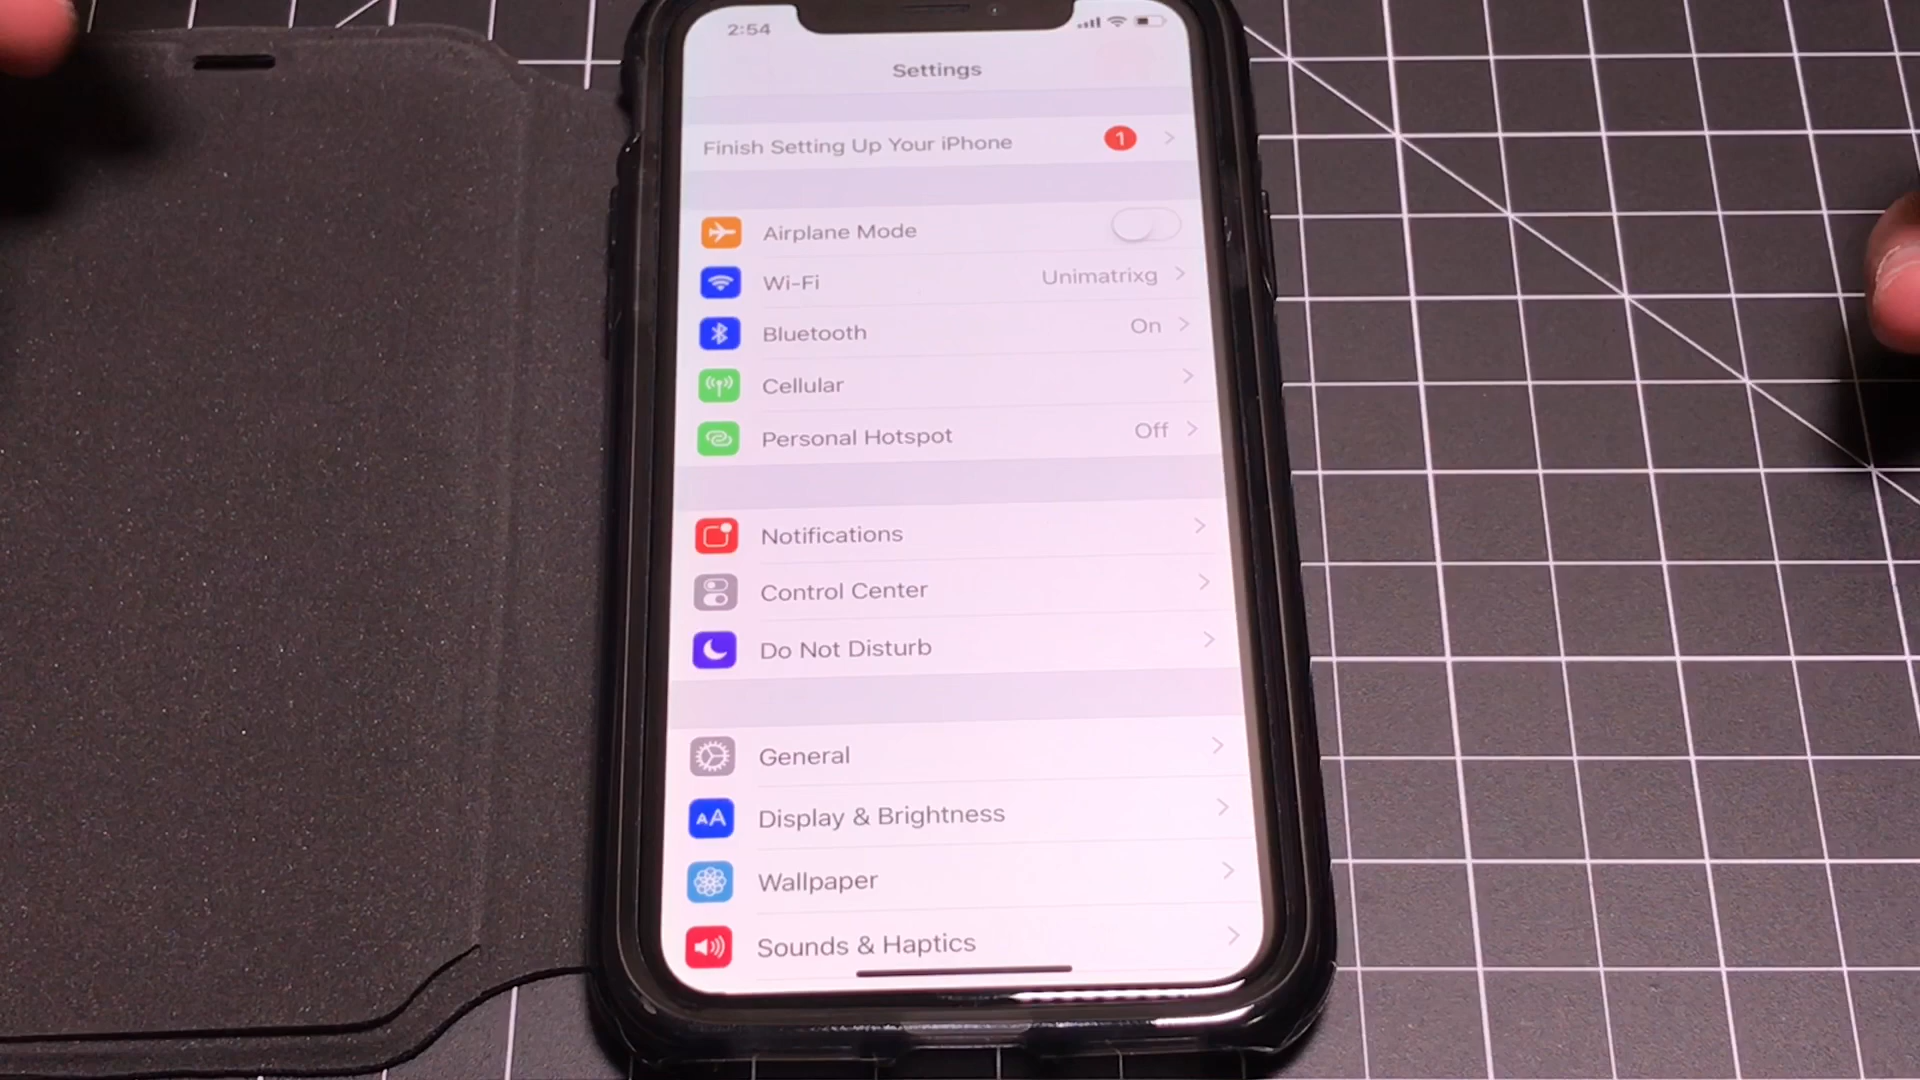 2:54
Settings
Finish Setting Up Your iPhone 1
Airplane Mode
Wi-Fi Unimatrixg
Bluetooth On
Cellular
Personal Hotspot Off
Notifications
Control Center
Do Not Disturb
General
AA Display & Brightness
Wallpaper
Sounds & Haptics